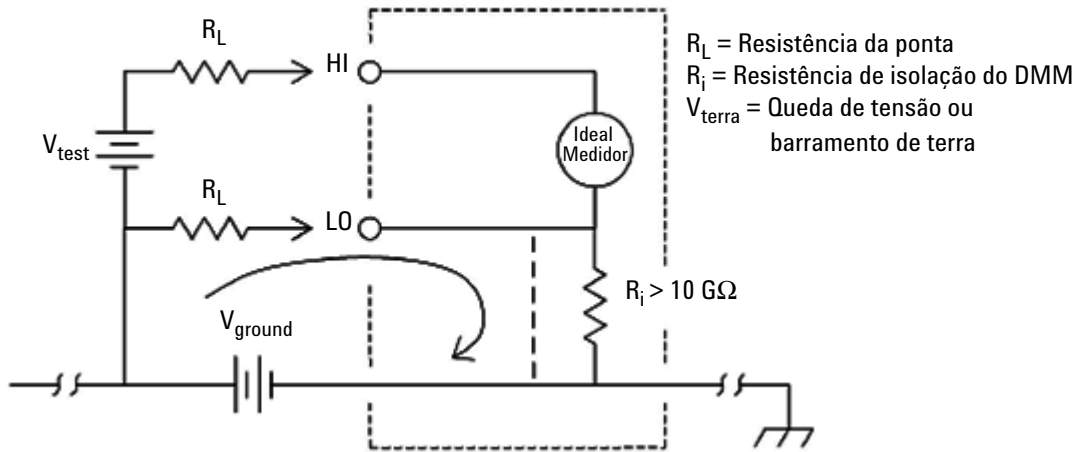 R_L
HI
R_L = Resistência da ponta
R_i = Resistência de isolação do DMM
V_terra = Queda de tensão ou
barramento de terra
Ideal
Medidor
V_test
R_L
LO
R_i > 10 GΩ
V_ground